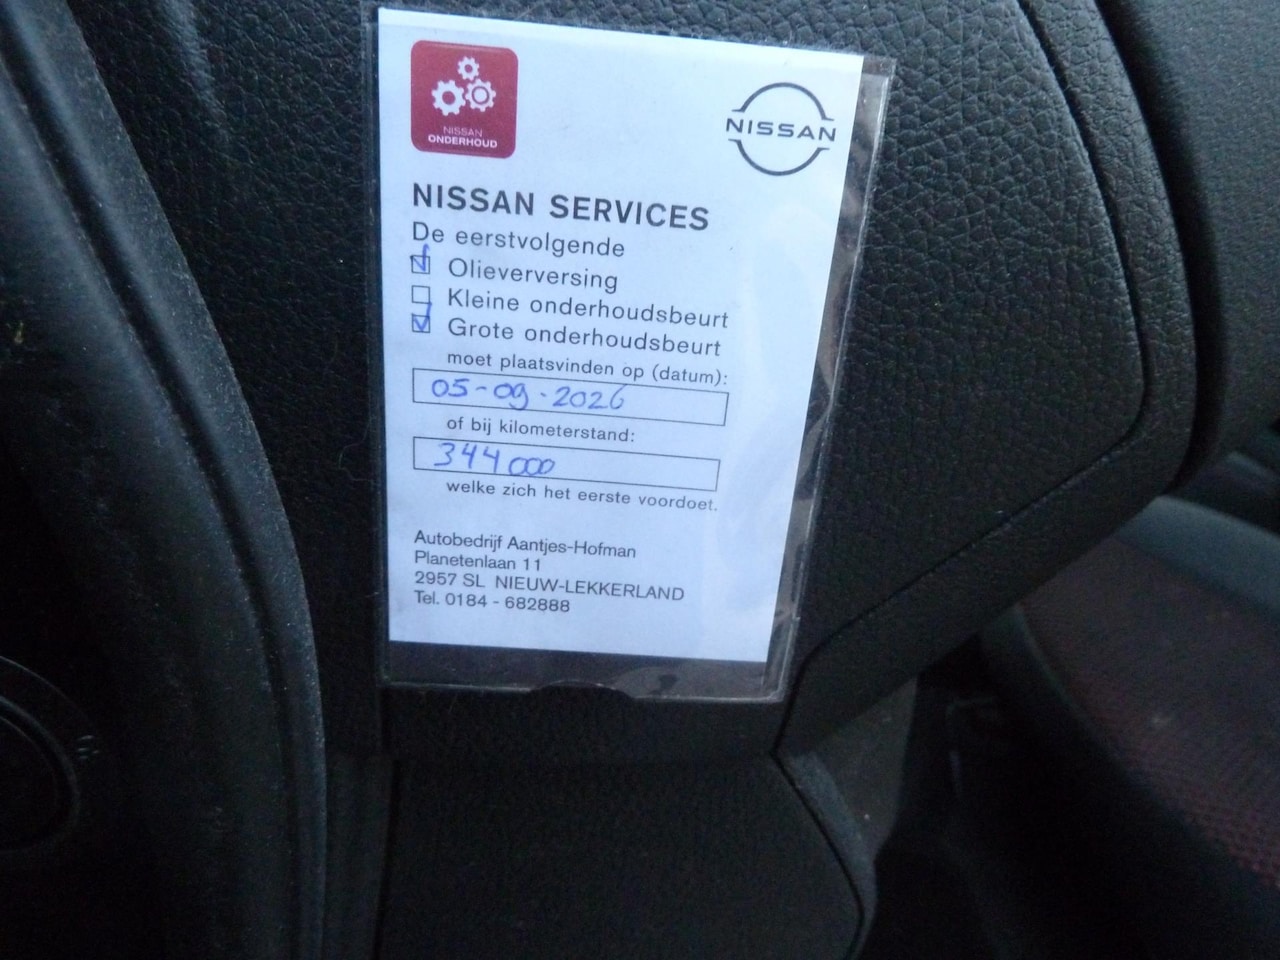 NISSAN
ONDERHOUD
NISSAN
NISSAN SERVICES
De eerstvolgende
Olieverversing
Kleine onderhoudsbeurt
Grote onderhoudsbeurt
moet plaatsvinden op (datum):
05-09-2026
of bij kilometerstand:
344000
welke zich het eerste voordoet.
Autobedrijf Aantjes-Hofman
Planetenlaan 11
2957 SL NIEUW-LEKKERLAND
Tel. 0184 - 682888